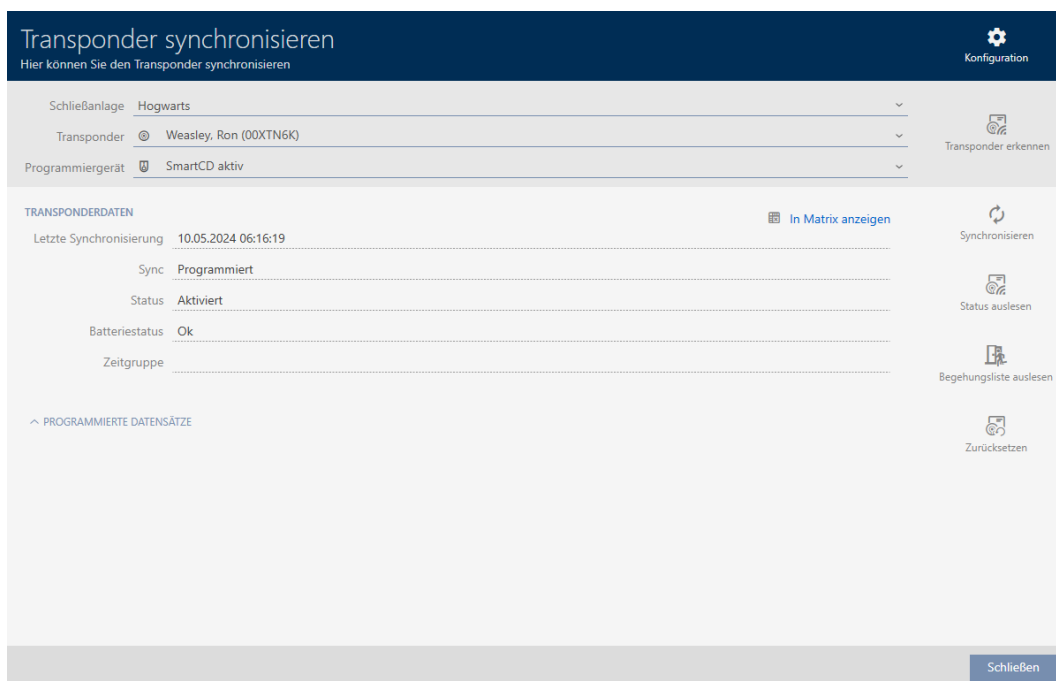 Transponder synchronisieren
Hier können Sie den Transponder synchronisieren
Konfiguration
Schließanlage Hogwarts
Transponder Weasley, Ron (00XTN6K)
Programmiergerät SmartCD aktiv
Transponder erkennen
TRANSPONDERDATEN
In Matrix anzeigen
Letzte Synchronisierung 10.05.2024 06:16:19
Sync Programmiert
Status Aktiviert
Batteriestatus Ok
Zeitgruppe
PROGRAMMIERTE DATENSÄTZE
Synchronisieren
Status auslesen
Begehungsliste auslesen
Zurücksetzen
Schließen